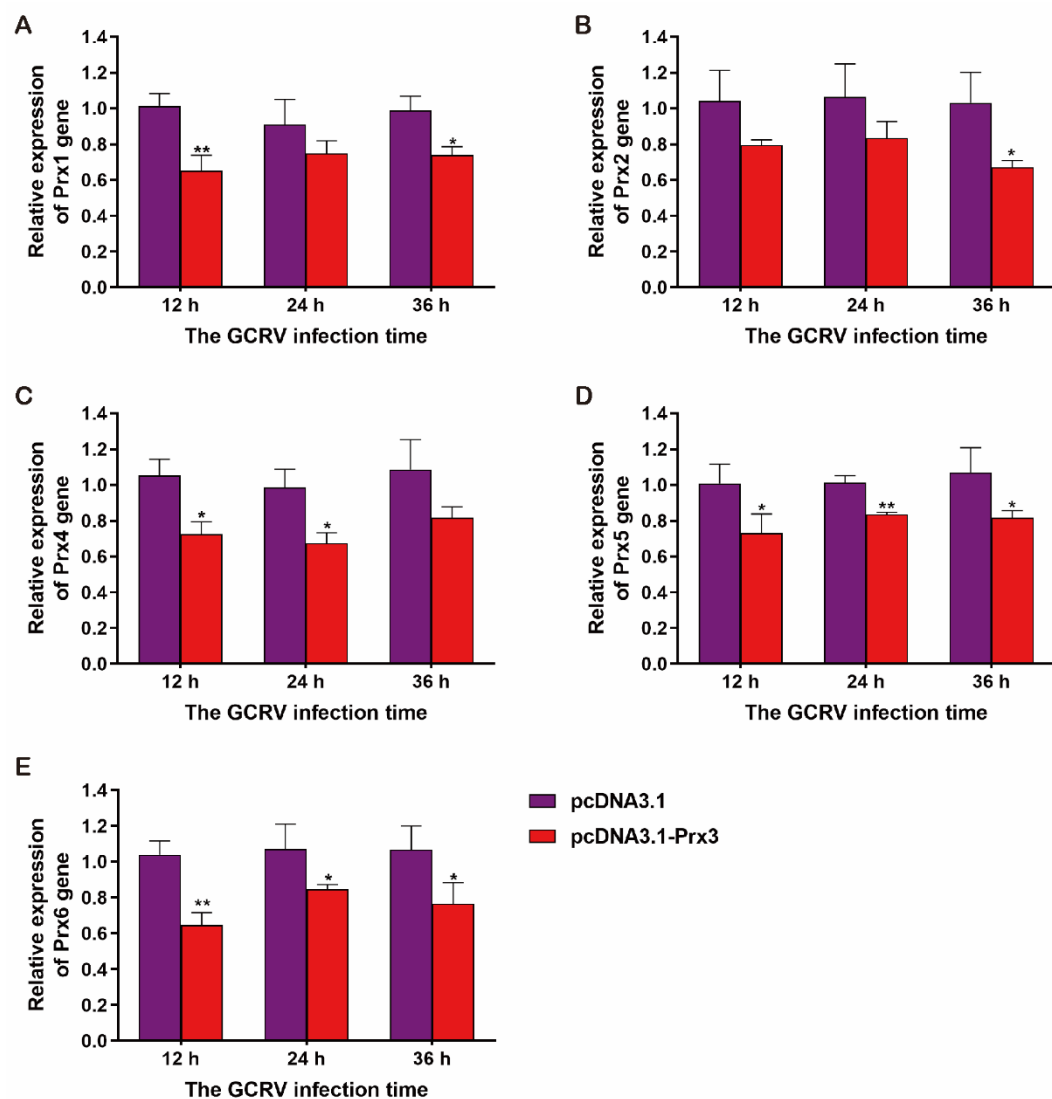 A
Relative expression
of Prx1 gene
1.4
1.2
1.0
0.8
0.6
0.4
0.2
0.0
**
*
12 h 24 h 36 h
The GCRV infection time
B
Relative expression
of Prx2 gene
1.4
1.2
1.0
0.8
0.6
0.4
0.2
0.0
*
12 h 24 h 36 h
The GCRV infection time
C
Relative expression
of Prx4 gene
1.4
1.2
1.0
0.8
0.6
0.4
0.2
0.0
* *
12 h 24 h 36 h
The GCRV infection time
D
Relative expression
of Prx5 gene
1.4
1.2
1.0
0.8
0.6
0.4
0.2
0.0
* ** *
12 h 24 h 36 h
The GCRV infection time
E
Relative expression
of Prx6 gene
1.4
1.2
1.0
0.8
0.6
0.4
0.2
0.0
** * *
12 h 24 h 36 h
The GCRV infection time
pcDNA3.1
pcDNA3.1-Prx3